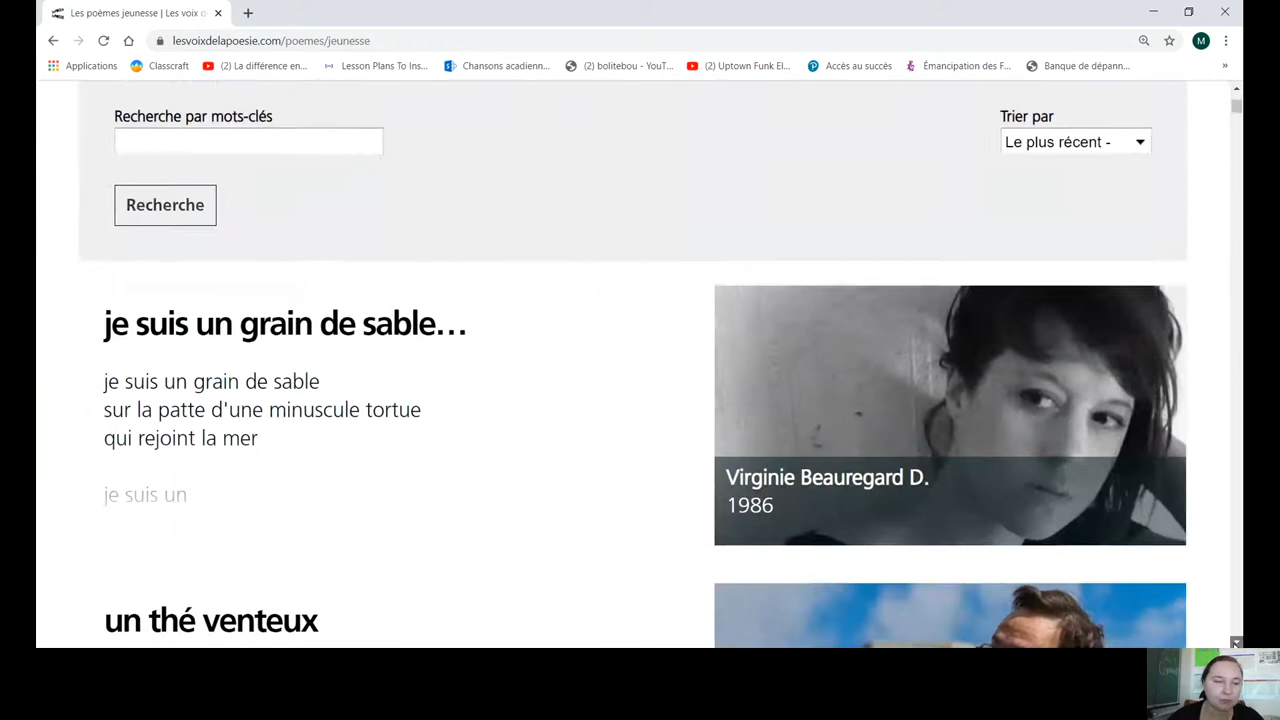 Les poèmes jeunesse | Les voix d
lesvoixdelapoesie.com/poemes/jeunesse
M
Applications
Classcraft
(2) La différence en...
Lesson Plans To Ins...
Chansons acadienn...
(2) bolitebou - YouT...
(2) Uptown Funk El...
Accès au succès
Émancipation des F...
Banque de dépann...
»
Recherche par mots-clés
Trier par
Le plus récent -
Recherche
je suis un grain de sable...
je suis un grain de sable
sur la patte d'une minuscule tortue
qui rejoint la mer
je suis un
Virginie Beauregard D.
1986
un thé venteux